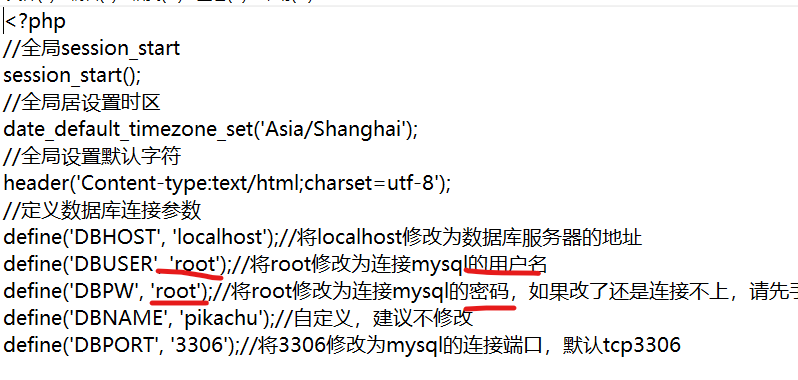 <?php
//全局session_start
session_start();
//全局居设置时区
date_default_timezone_set('Asia/Shanghai');
//全局设置默认字符
header('Content-type:text/html;charset=utf-8');
//定义数据库连接参数
define('DBHOST', 'localhost');//将localhost修改为数据库服务器的地址
define('DBUSER', 'root');//将root修改为连接mysql的用户名
define('DBPW', 'root');//将root修改为连接mysql的密码，如果改了还是连接不上，请先手
define('DBNAME', 'pikachu');//自定义，建议不修改
define('DBPORT', '3306');//将3306修改为mysql的连接端口，默认tcp3306